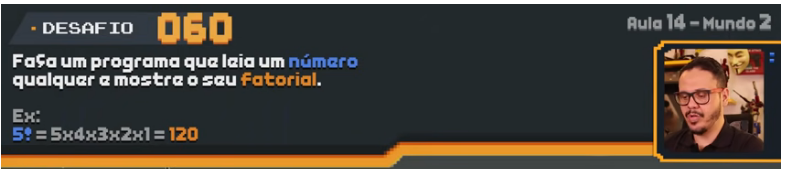 · DESAFIO 060
Aula 14 – Mundo 2
Faça um programa que leia um número
qualquer e mostre o seu fatorial.
Ex:
5! = 5x4x3x2x1 = 120